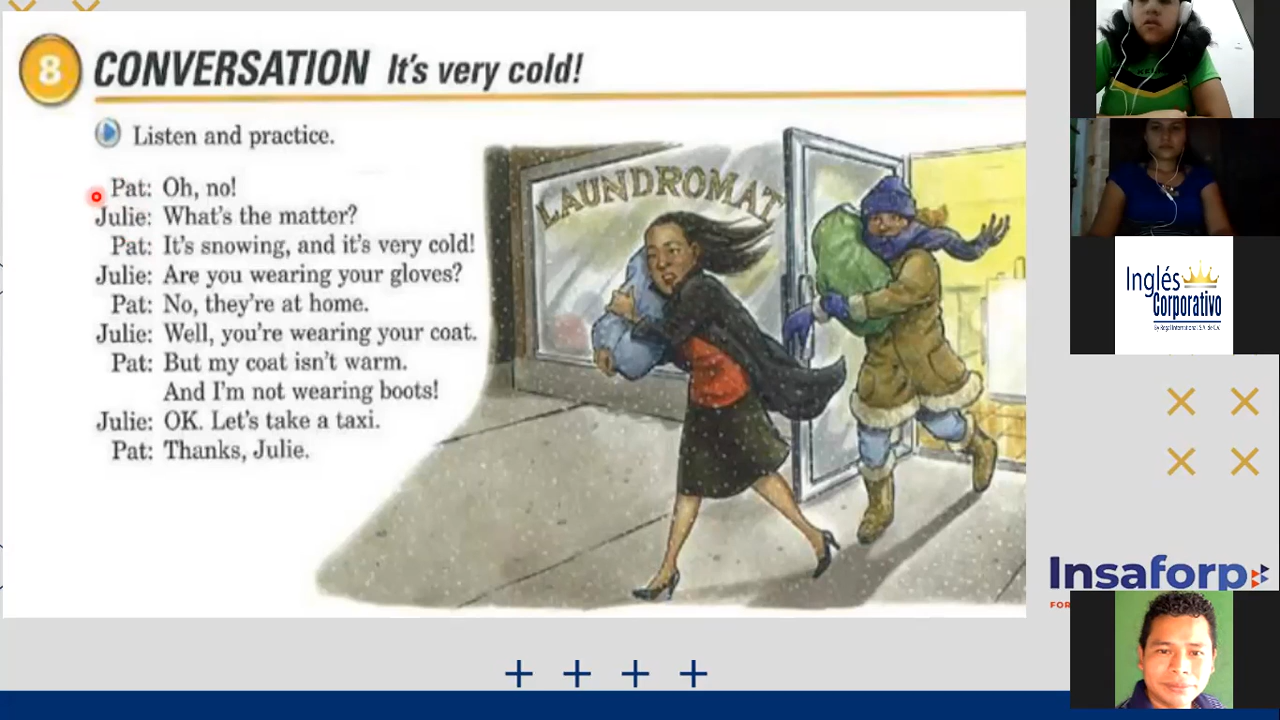 8 CONVERSATION It's very cold!
Listen and practice.
Pat: Oh, no!
Julie: What's the matter?
Pat: It's snowing, and it's very cold!
Julie: Are you wearing your gloves?
Pat: No, they're at home.
Julie: Well, you're wearing your coat.
Pat: But my coat isn't warm.
And I'm not wearing boots!
Julie: OK. Let's take a taxi.
Pat: Thanks, Julie.
LAUNDROMAT
Inglés
Corporativo
Insaforp
FOR